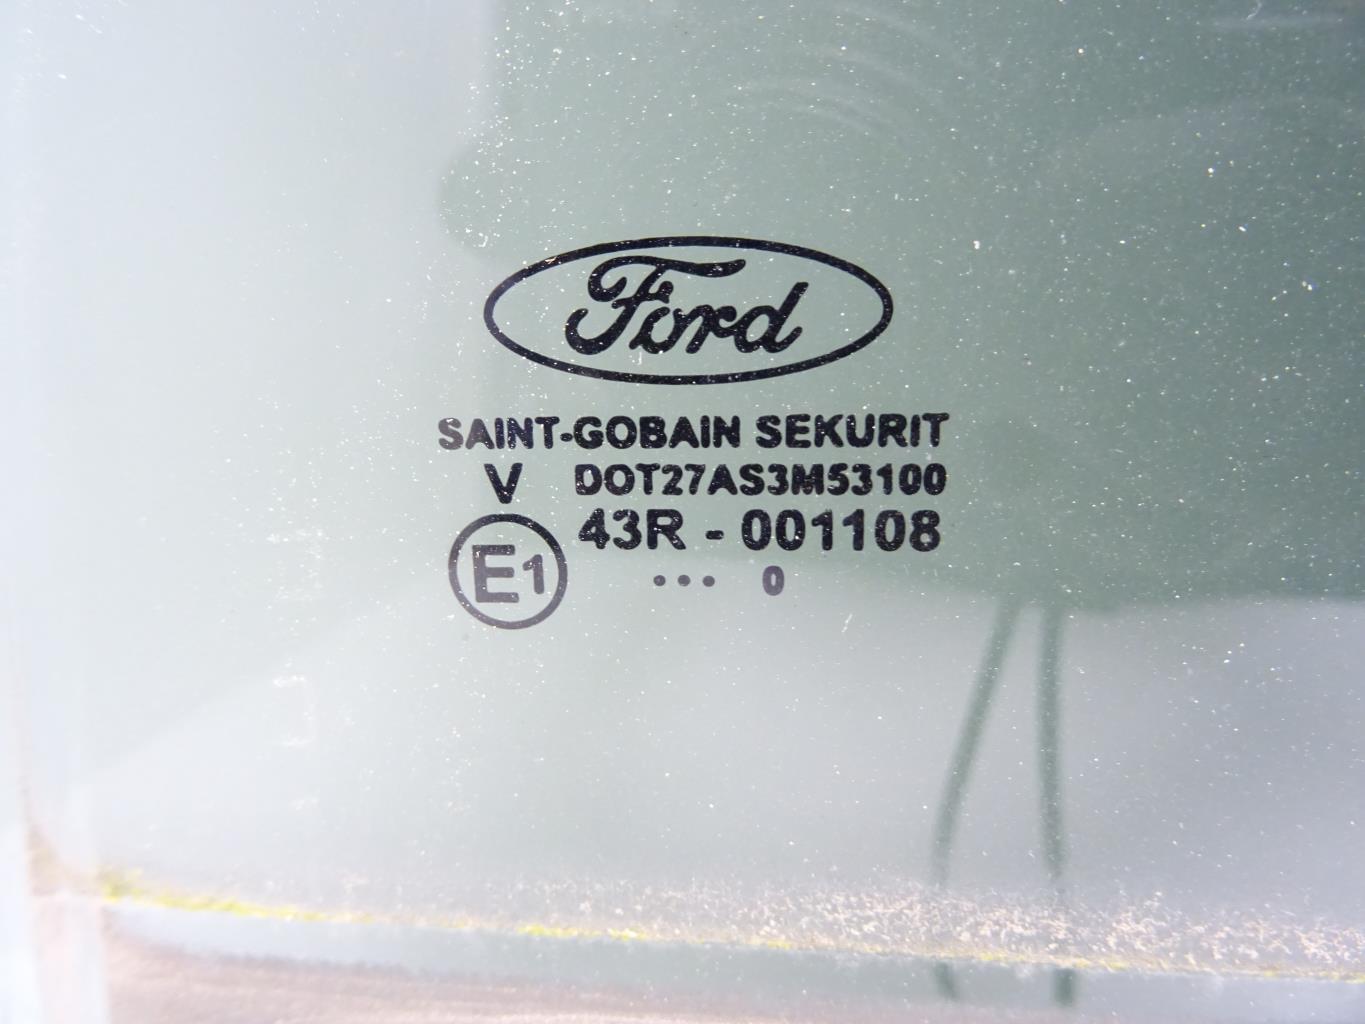 Ford
SAINT-GOBAIN SEKURIT
V DOT27AS3M53100
43R - 001108
E1
... 0